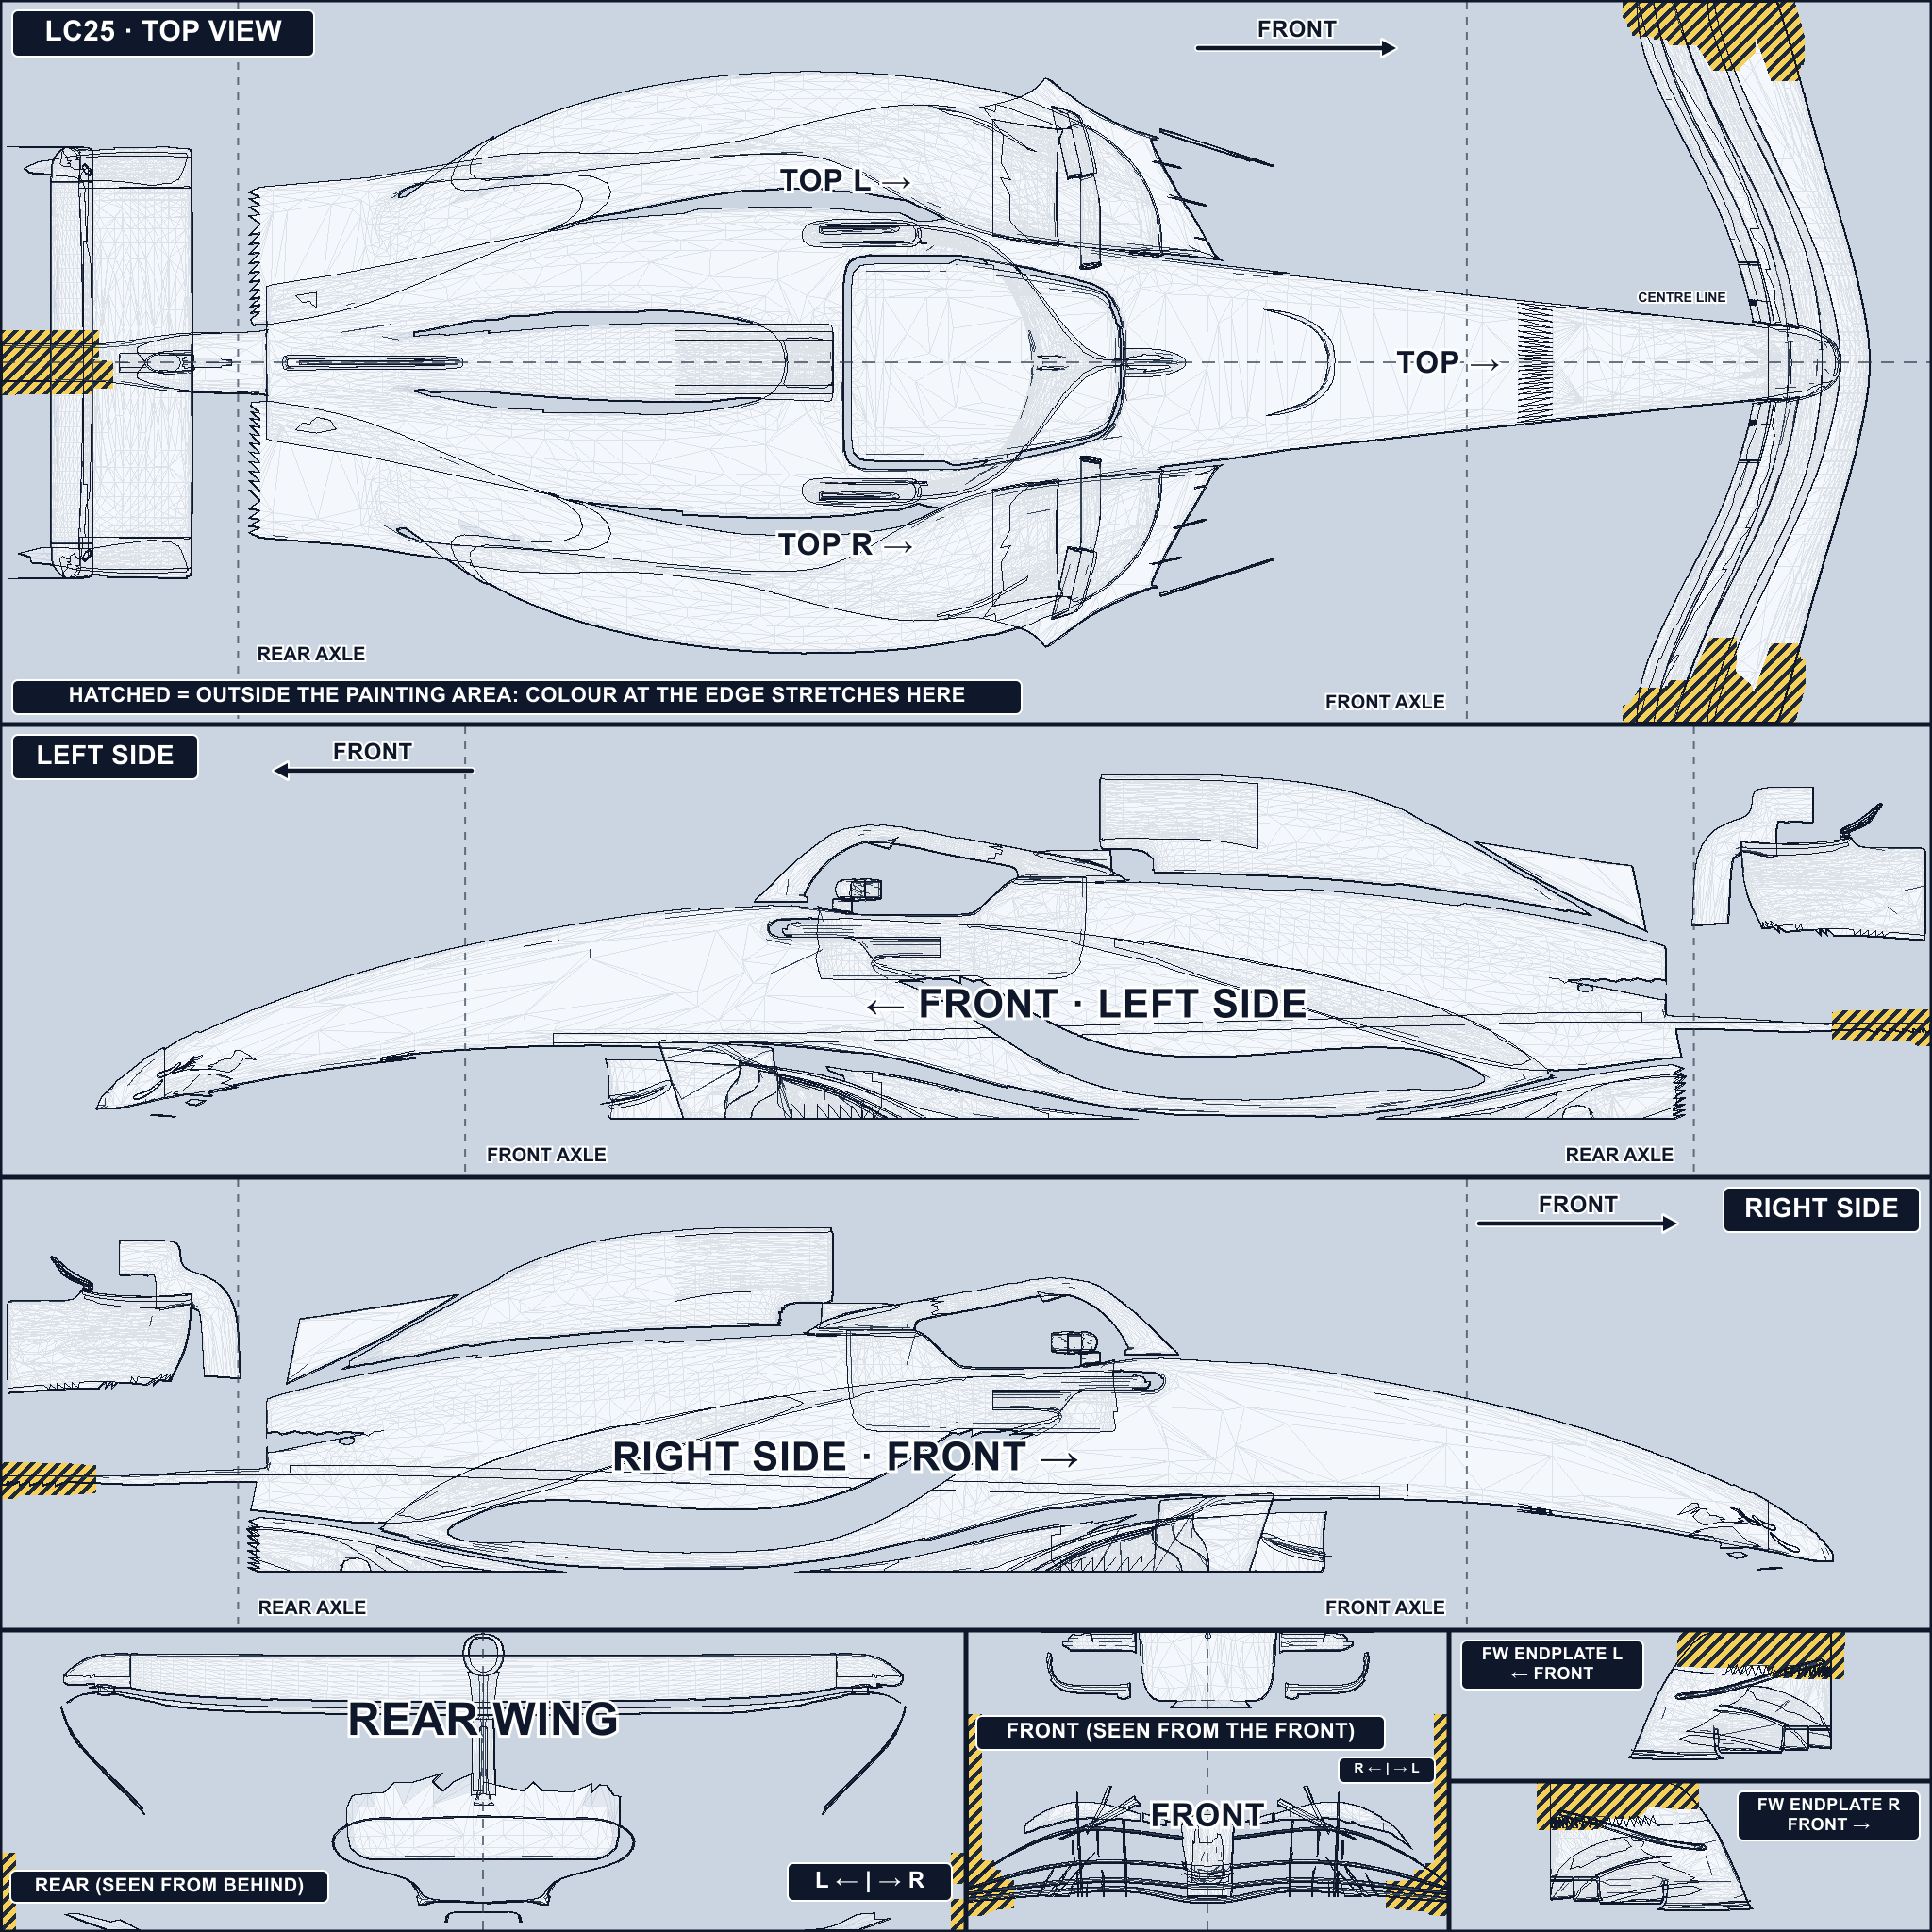 LC25 · TOP VIEW
FRONT
TOP L →
CENTRE LINE
TOP →
TOP R →
REAR AXLE
HATCHED = OUTSIDE THE PAINTING AREA: COLOUR AT THE EDGE STRETCHES HERE
FRONT AXLE
LEFT SIDE
FRONT
← FRONT · LEFT SIDE
FRONT AXLE
REAR AXLE
FRONT
RIGHT SIDE
RIGHT SIDE · FRONT →
REAR AXLE
FRONT AXLE
REAR WING
REAR (SEEN FROM BEHIND)
L ← | → R
FRONT (SEEN FROM THE FRONT)
R ← | → L
FRONT
FW ENDPLATE L
← FRONT
FW ENDPLATE R
FRONT →